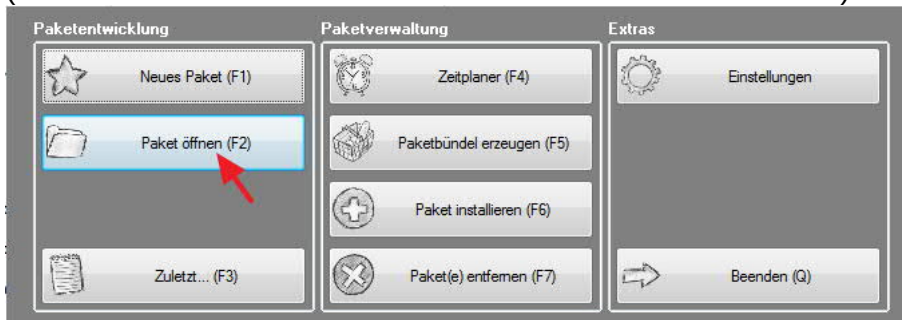 Paketentwicklung
Neues Paket (F1)
Paket öffnen (F2)
Zuletzt... (F3)
Paketverwaltung
Zeitplaner (F4)
Paketbündel erzeugen (F5)
Paket installieren (F6)
Paket(e) entfernen (F7)
Extras
Einstellungen
Beenden (Q)